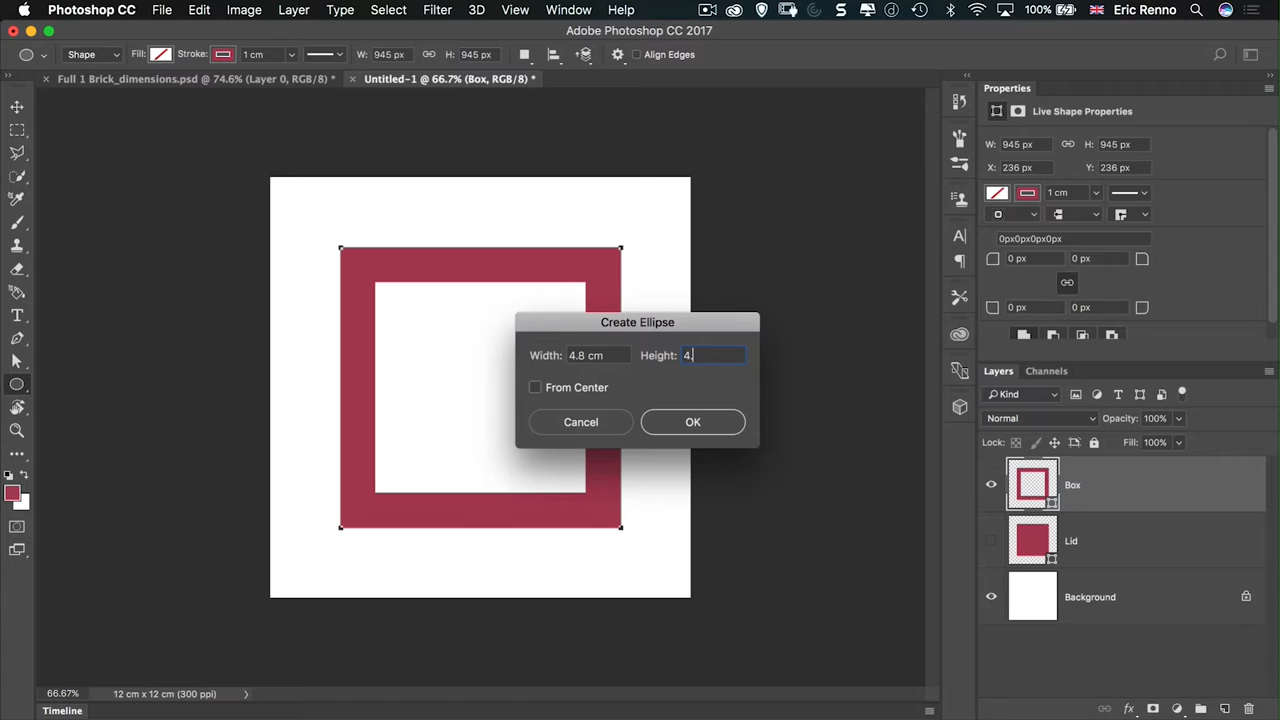 Photoshop CC File Edit Image Layer Type Select Filter 3D View Window Help 100% Eric Renno
Adobe Photoshop CC 2017
Shape Fill: Stroke: 1 cm W: 945 px H: 945 px Align Edges
Full 1 Brick_dimensions.psd @ 74.6% (Layer 0, RGB/8) * Untitled-1 @ 66.7% (Box, RGB/8) *
Properties
Live Shape Properties
W: 945 px H: 945 px
X: 236 px Y: 236 px
1 cm
0px0px0px0px
0 px 0 px
0 px 0 px
Create Ellipse
Width: 4.8 cm Height: 4.
From Center
Cancel OK
Layers Channels
Kind
Normal Opacity: 100%
Lock: Fill: 100%
Box
Lid
Background
66.67% 12 cm x 12 cm (300 ppi)
Timeline